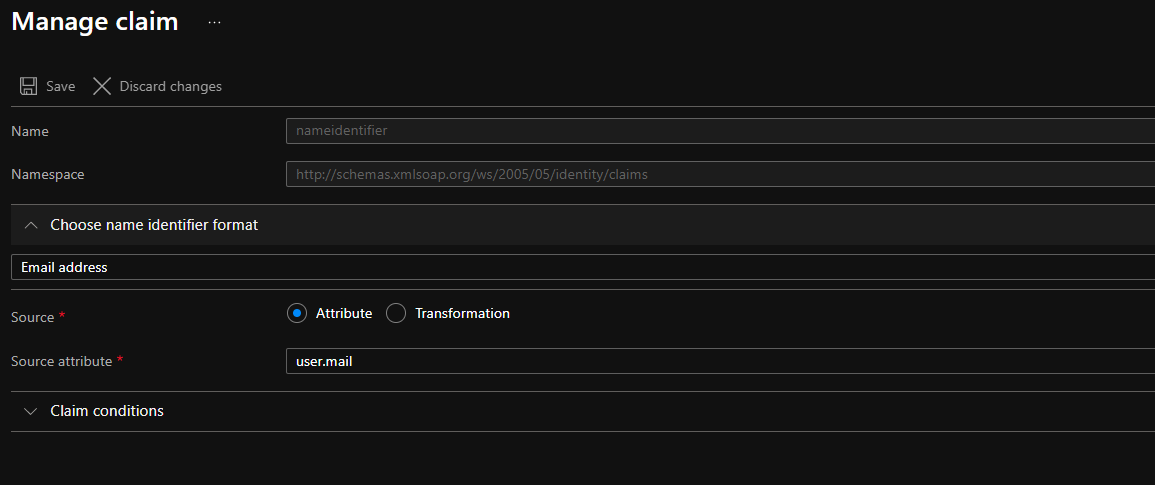 Manage claim ...
Save Discard changes
Name nameidentifier
Namespace http://schemas.xmlsoap.org/ws/2005/05/identity/claims
Choose name identifier format
Email address
Source * Attribute Transformation
Source attribute * user.mail
Claim conditions